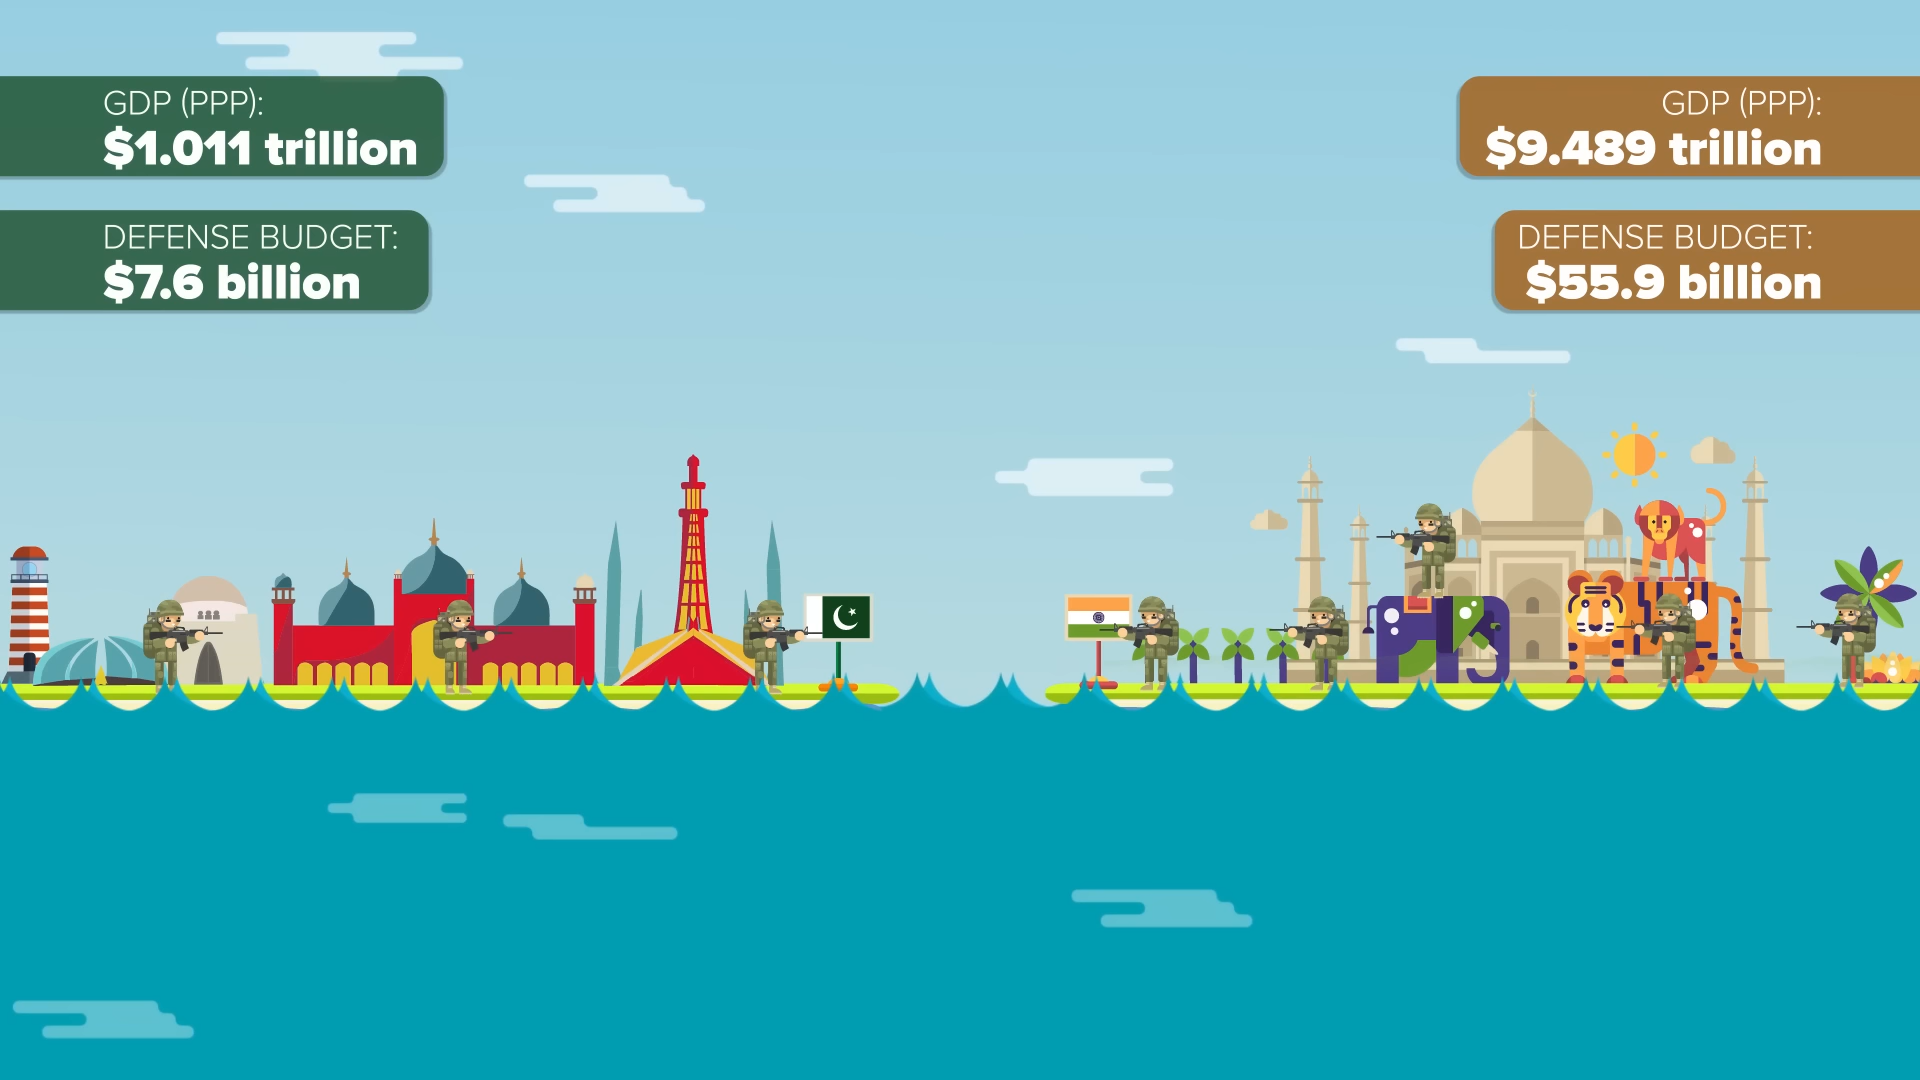 GDP (PPP):
$1.011 trillion
DEFENSE BUDGET:
$7.6 billion
GDP (PPP):
$9.489 trillion
DEFENSE BUDGET:
$55.9 billion